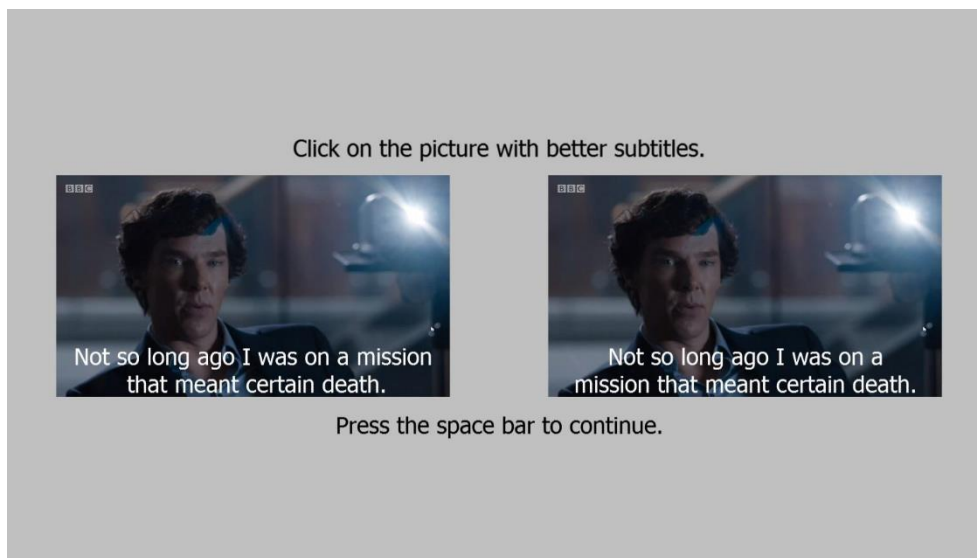 Click on the picture with better subtitles.
BBC
Not so long ago I was on a mission
that meant certain death.
BBC
Not so long ago I was on a
mission that meant certain death.
Press the space bar to continue.